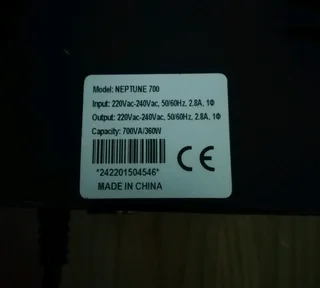 Model: NEPTUNE 700
Input: 220Vac-240Vac, 50/60Hz, 2.8A, 1Φ
Output: 220Vac-240Vac, 50/60Hz, 2.8A, 1Φ
Capacity: 700VA/360W
CE
*242201504546*
MADE IN CHINA